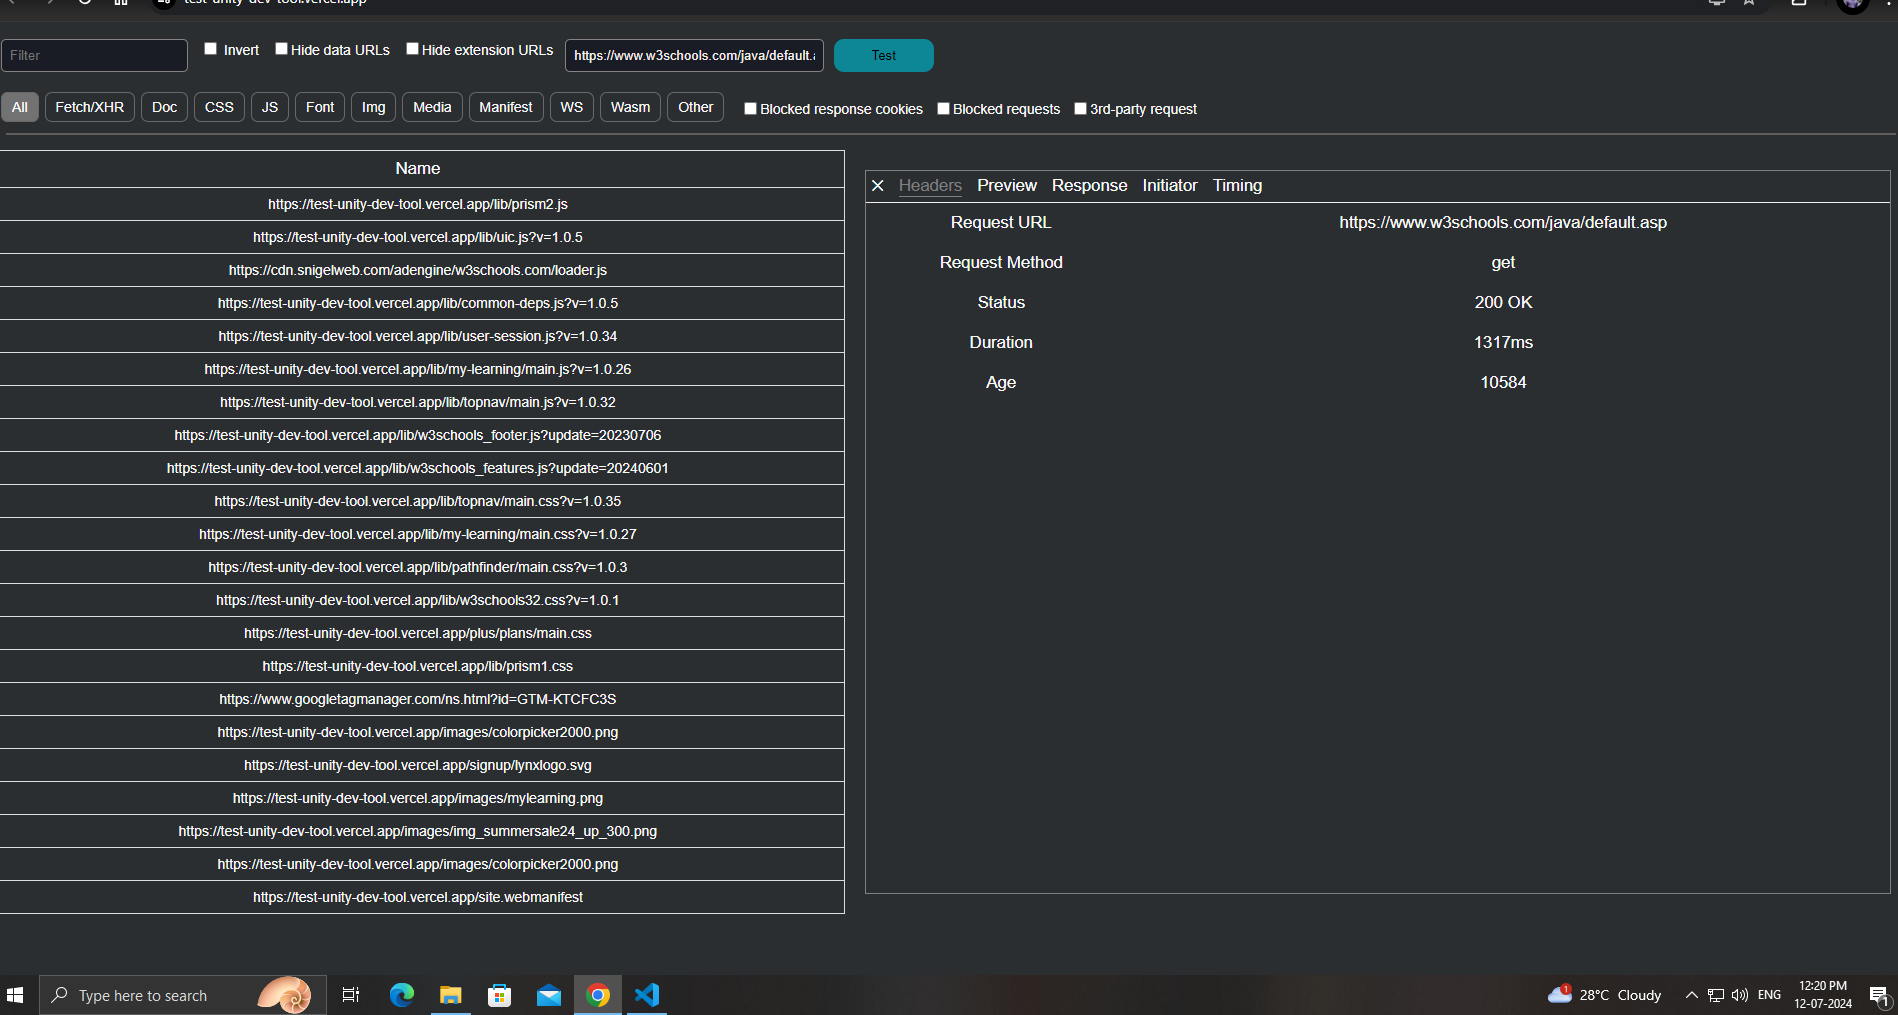 test-unity-dev-tool.vercel.app
Filter Invert Hide data URLs Hide extension URLs https://www.w3schools.com/java/default.a Test
All Fetch/XHR Doc CSS JS Font Img Media Manifest WS Wasm Other Blocked response cookies Blocked requests 3rd-party request
Name
https://test-unity-dev-tool.vercel.app/lib/prism2.js
https://test-unity-dev-tool.vercel.app/lib/uic.js?v=1.0.5
https://cdn.snigelweb.com/adengine/w3schools.com/loader.js
https://test-unity-dev-tool.vercel.app/lib/common-deps.js?v=1.0.5
https://test-unity-dev-tool.vercel.app/lib/user-session.js?v=1.0.34
https://test-unity-dev-tool.vercel.app/lib/my-learning/main.js?v=1.0.26
https://test-unity-dev-tool.vercel.app/lib/topnav/main.js?v=1.0.32
https://test-unity-dev-tool.vercel.app/lib/w3schools_footer.js?update=20230706
https://test-unity-dev-tool.vercel.app/lib/w3schools_features.js?update=20240601
https://test-unity-dev-tool.vercel.app/lib/topnav/main.css?v=1.0.35
https://test-unity-dev-tool.vercel.app/lib/my-learning/main.css?v=1.0.27
https://test-unity-dev-tool.vercel.app/lib/pathfinder/main.css?v=1.0.3
https://test-unity-dev-tool.vercel.app/lib/w3schools32.css?v=1.0.1
https://test-unity-dev-tool.vercel.app/plus/plans/main.css
https://test-unity-dev-tool.vercel.app/lib/prism1.css
https://www.googletagmanager.com/ns.html?id=GTM-KTCFC3S
https://test-unity-dev-tool.vercel.app/images/colorpicker2000.png
https://test-unity-dev-tool.vercel.app/signup/lynxlogo.svg
https://test-unity-dev-tool.vercel.app/images/mylearning.png
https://test-unity-dev-tool.vercel.app/images/img_summersale24_up_300.png
https://test-unity-dev-tool.vercel.app/images/colorpicker2000.png
https://test-unity-dev-tool.vercel.app/site.webmanifest
Headers Preview Response Initiator Timing
Request URL https://www.w3schools.com/java/default.asp
Request Method get
Status 200 OK
Duration 1317ms
Age 10584
Type here to search
1 28°C Cloudy ENG
12:20 PM
12-07-2024
1